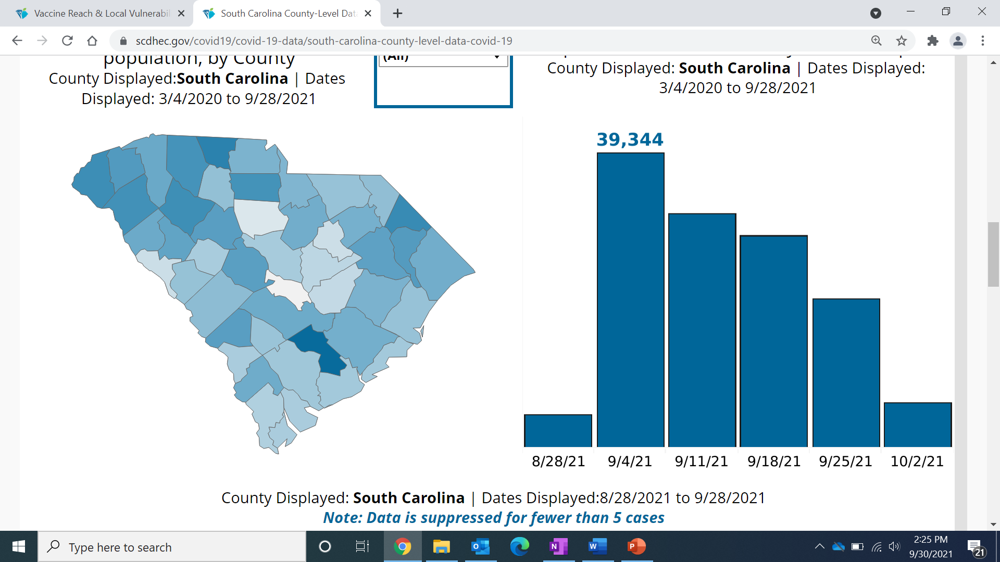 Vaccine Reach & Local Vulnerabil
South Carolina County-Level Dat
scdhec.gov/covid19/covid-19-data/south-carolina-county-level-data-covid-19
population, by County
County Displayed:South Carolina | Dates
Displayed: 3/4/2020 to 9/28/2021
(All)
County Displayed: South Carolina | Dates Displayed:
3/4/2020 to 9/28/2021
39,344
8/28/21 9/4/21 9/11/21 9/18/21 9/25/21 10/2/21
County Displayed: South Carolina | Dates Displayed:8/28/2021 to 9/28/2021
Note: Data is suppressed for fewer than 5 cases
Type here to search
2:25 PM
9/30/2021
21